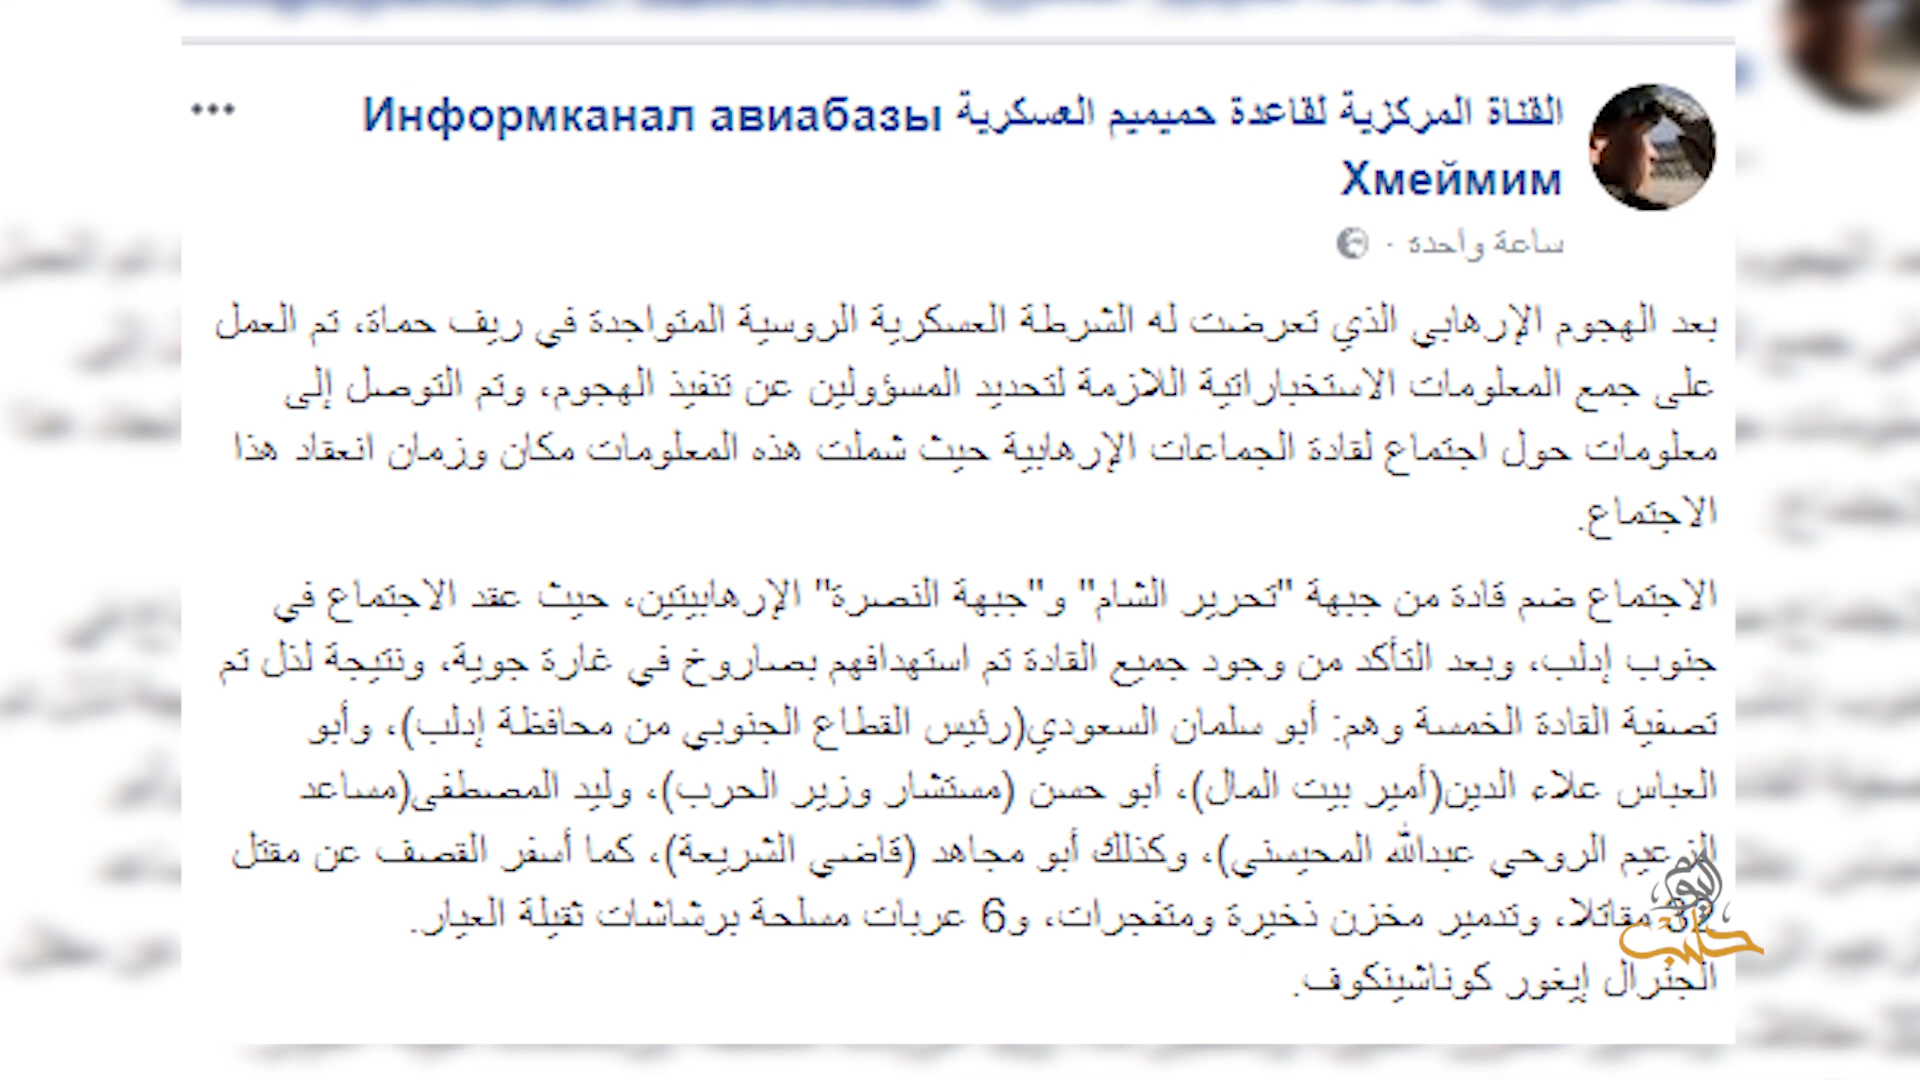 القناة المركزية لقاعدة حميميم العسكرية Информканал авиабазы
Хмеймим
ساعة واحدة ·
بعد الهجوم الإرهابي الذي تعرضت له الشرطة العسكرية الروسية المتواجدة في ريف حماة، تم العمل
على جمع المعلومات الاستخباراتية اللازمة لتحديد المسؤولين عن تنفيذ الهجوم، وتم التوصل إلى
معلومات حول اجتماع لقادة الجماعات الإرهابية حيث شملت هذه المعلومات مكان وزمان انعقاد هذا
الاجتماع.
الاجتماع ضم قادة من جبهة "تحرير الشام" و"جبهة النصرة" الإرهابيتين، حيث عقد الاجتماع في
جنوب إدلب، وبعد التأكد من وجود جميع القادة تم استهدافهم بصاروخ في غارة جوية، ونتيجة لذل تم
تصفية القادة الخمسة وهم: أبو سلمان السعودي(رئيس القطاع الجنوبي من محافظة إدلب)، وأبو
العباس علاء الدين(أمير بيت المال)، أبو حسن (مستشار وزير الحرب)، وليد المصطفى(مساعد
الزعيم الروحي عبدالله المحيسني)، وكذلك أبو مجاهد (قاضي الشريعة)، كما أسفر القصف عن مقتل
32 مقاتلا، وتدمير مخزن ذخيرة ومتفجرات، و6 عربات مسلحة برشاشات ثقيلة العيار.
الجنرال إيغور كوناشينكوف.
حلب اليوم